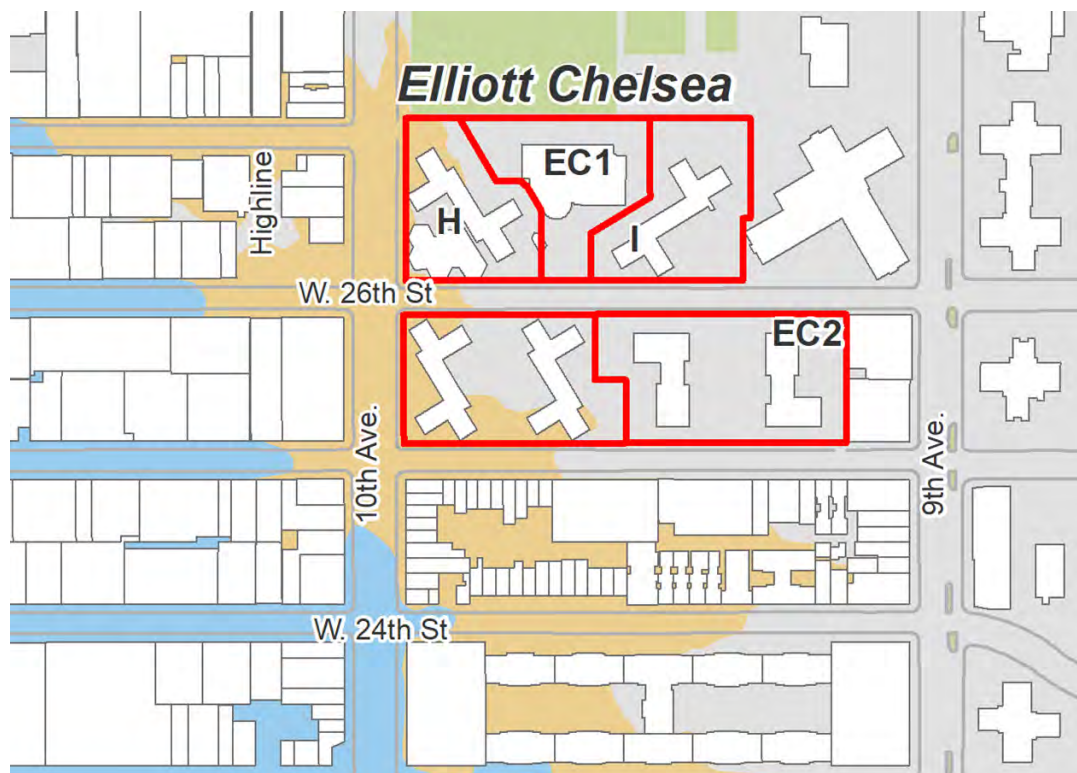 Elliott Chelsea
EC1
Highline
H
I
W. 26th St
EC2
10th Ave.
9th Ave.
W. 24th St